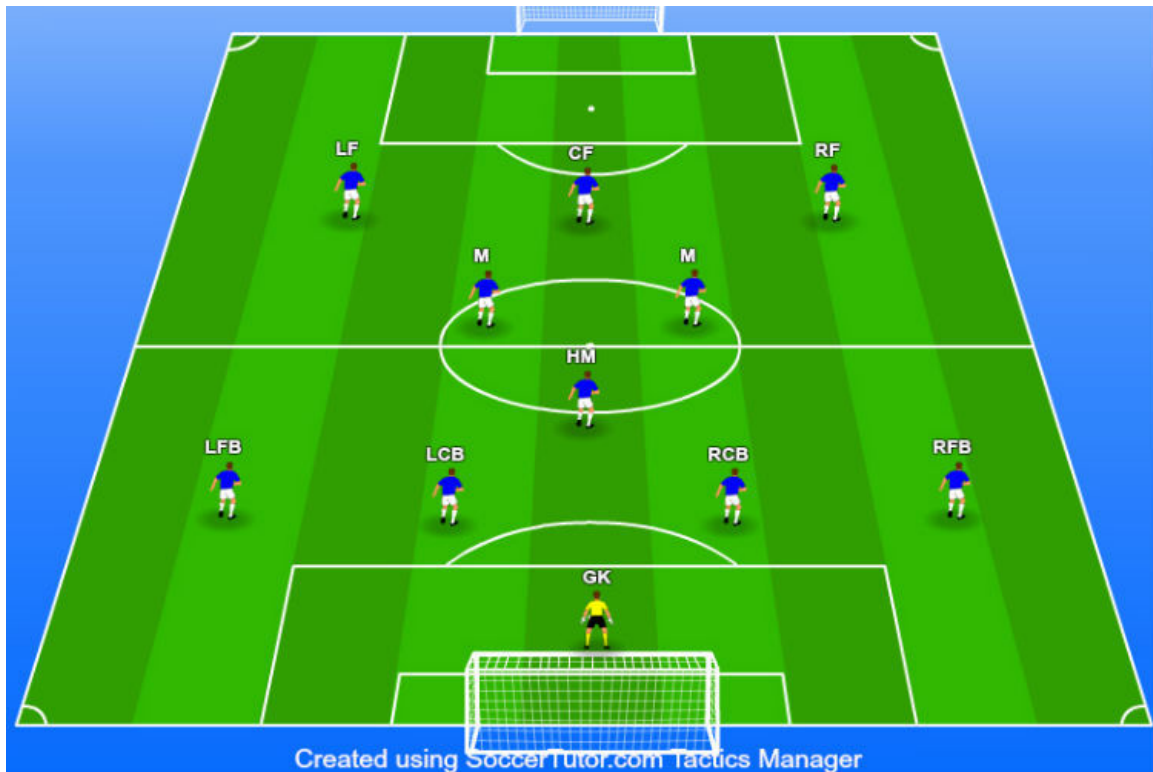 LF
CF
RF
M
M
HM
LFB
LCB
RCB
RFB
GK
Created using SoccerTutor.com Tactics Manager